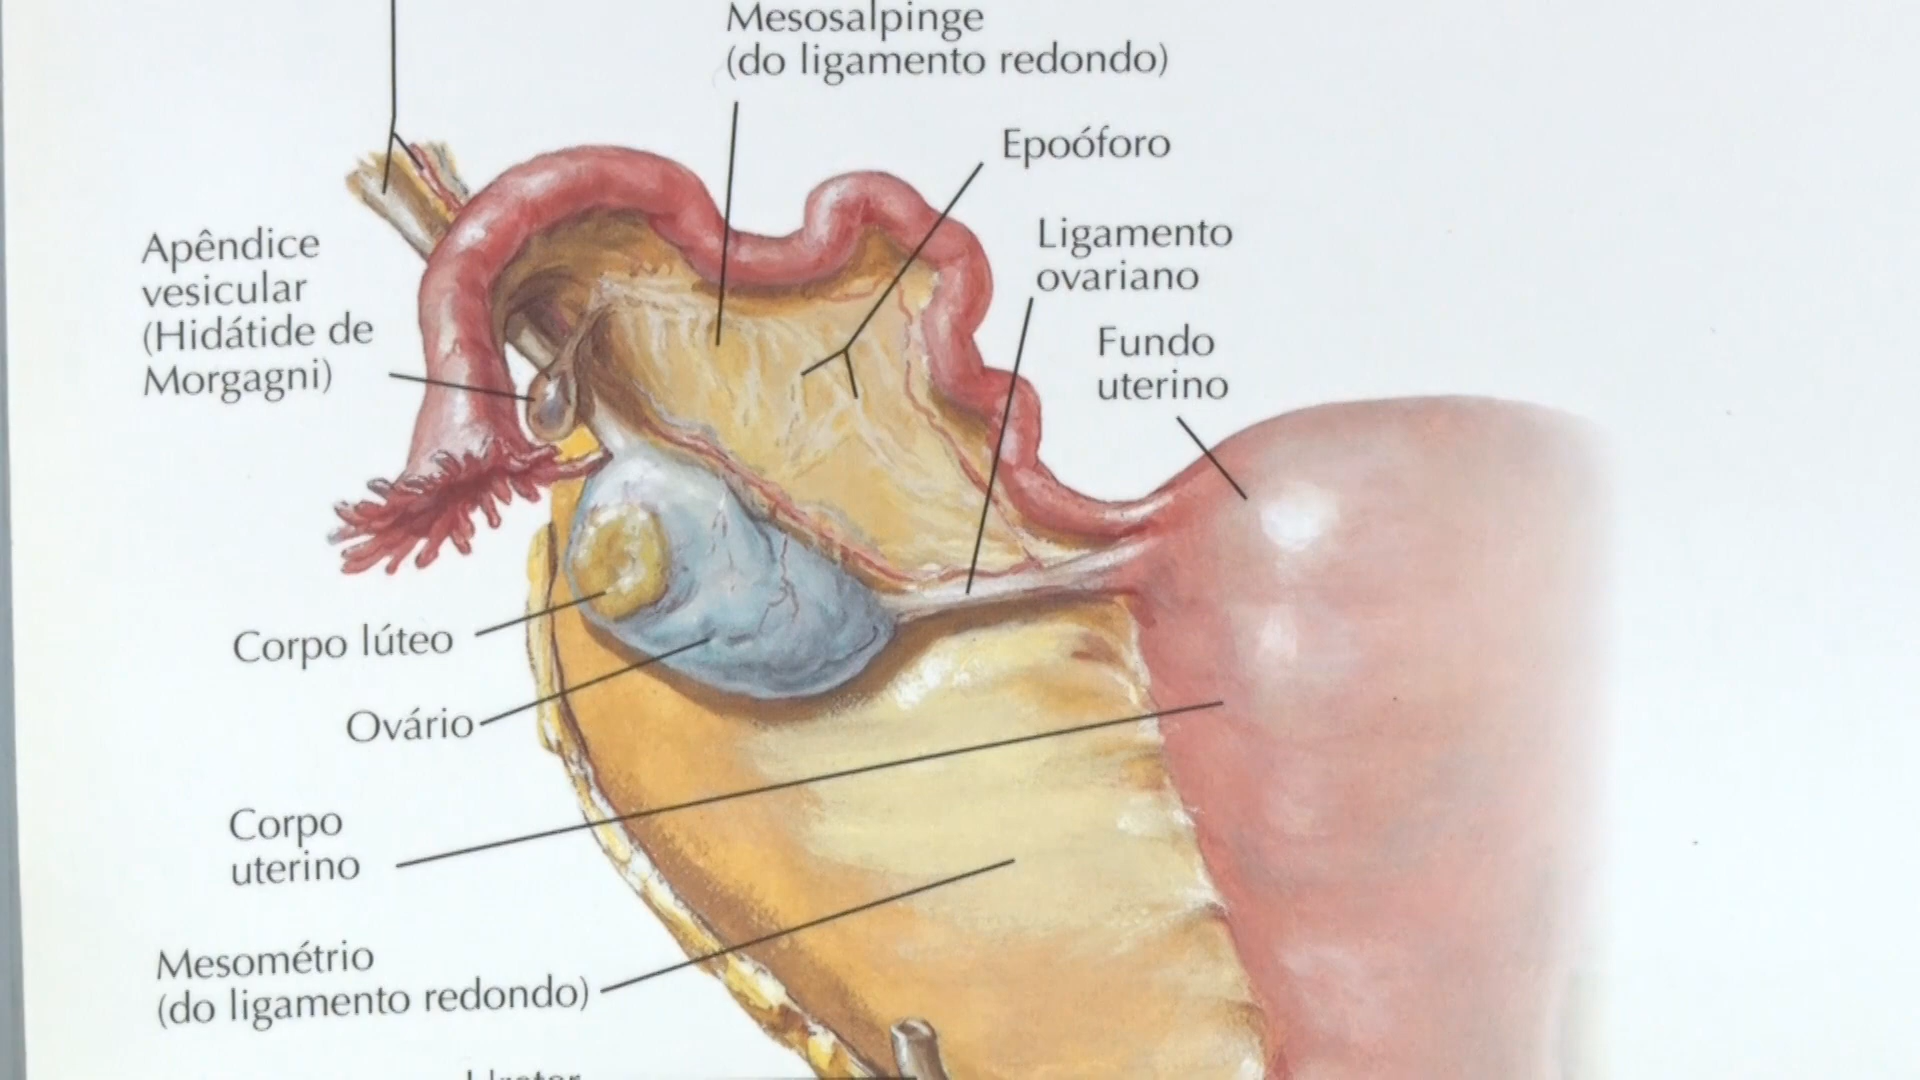 Mesosalpinge
(do ligamento redondo)
Epoóforo
Ligamento
ovariano
Fundo
uterino
Apêndice
vesicular
(Hidátide de
Morgagni)
Corpo lúteo
Ovário
Corpo
uterino
Mesométrio
(do ligamento redondo)